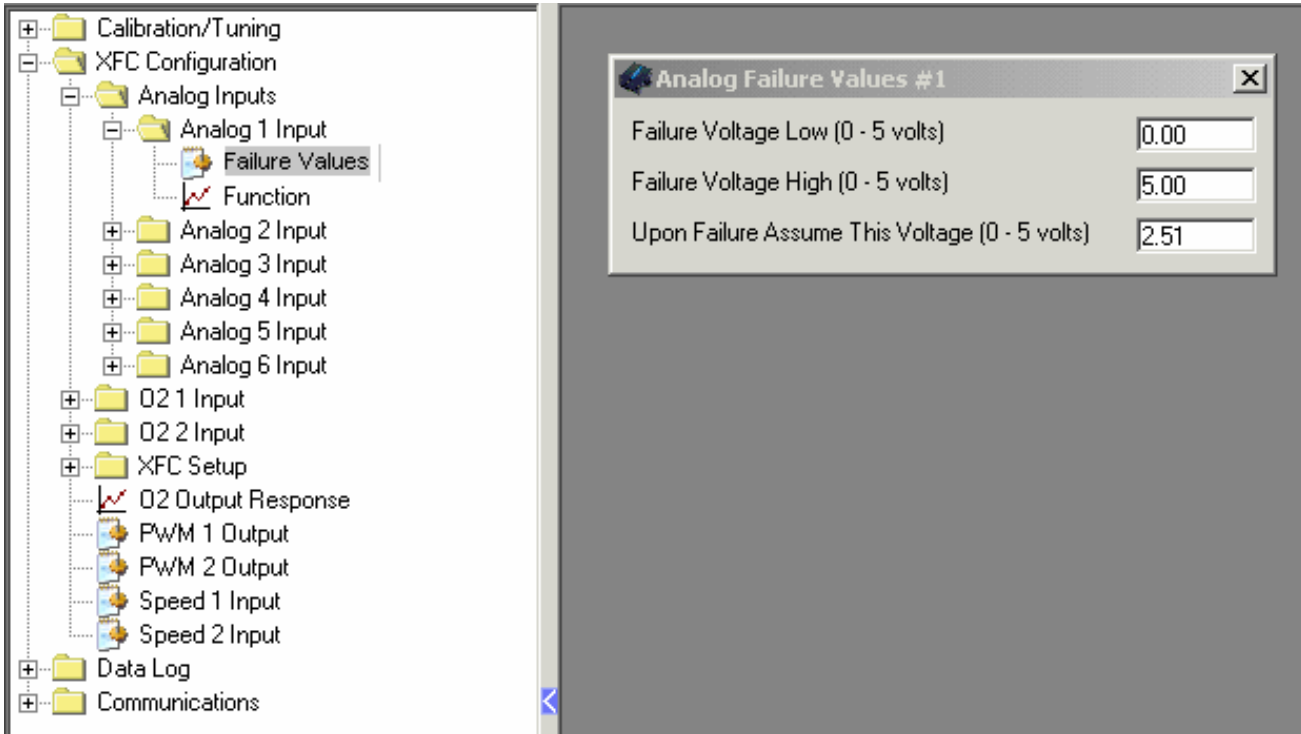 Calibration/Tuning
XFC Configuration
Analog Inputs
Analog 1 Input
Failure Values
Function
Analog 2 Input
Analog 3 Input
Analog 4 Input
Analog 5 Input
Analog 6 Input
O2 1 Input
O2 2 Input
XFC Setup
O2 Output Response
PWM 1 Output
PWM 2 Output
Speed 1 Input
Speed 2 Input
Data Log
Communications
Analog Failure Values #1
Failure Voltage Low (0 - 5 volts) 0.00
Failure Voltage High (0 - 5 volts) 5.00
Upon Failure Assume This Voltage (0 - 5 volts) 2.51